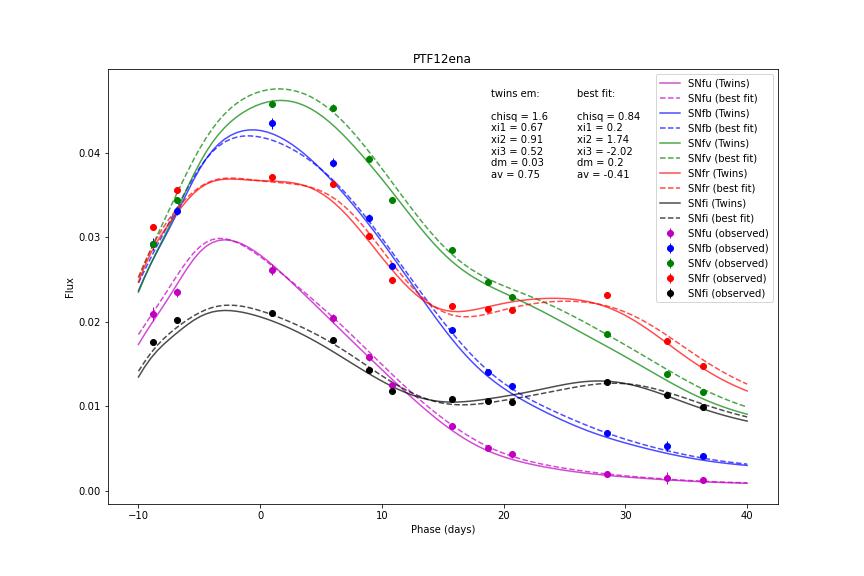 PTF12ena
twins em:
chisq = 1.6
xi1 = 0.67
xi2 = 0.91
xi3 = 0.52
dm = 0.03
av = 0.75
best fit:
chisq = 0.84
xi1 = 0.2
xi2 = 1.74
xi3 = -2.02
dm = 0.2
av = -0.41
SNfu (Twins)
SNfu (best fit)
SNfb (Twins)
SNfb (best fit)
SNfv (Twins)
SNfv (best fit)
SNfr (Twins)
SNfr (best fit)
SNfi (Twins)
SNfi (best fit)
SNfu (observed)
SNfb (observed)
SNfv (observed)
SNfr (observed)
SNfi (observed)
0.04
0.03
0.02
0.01
0.00
Flux
−10 0 10 20 30 40
Phase (days)